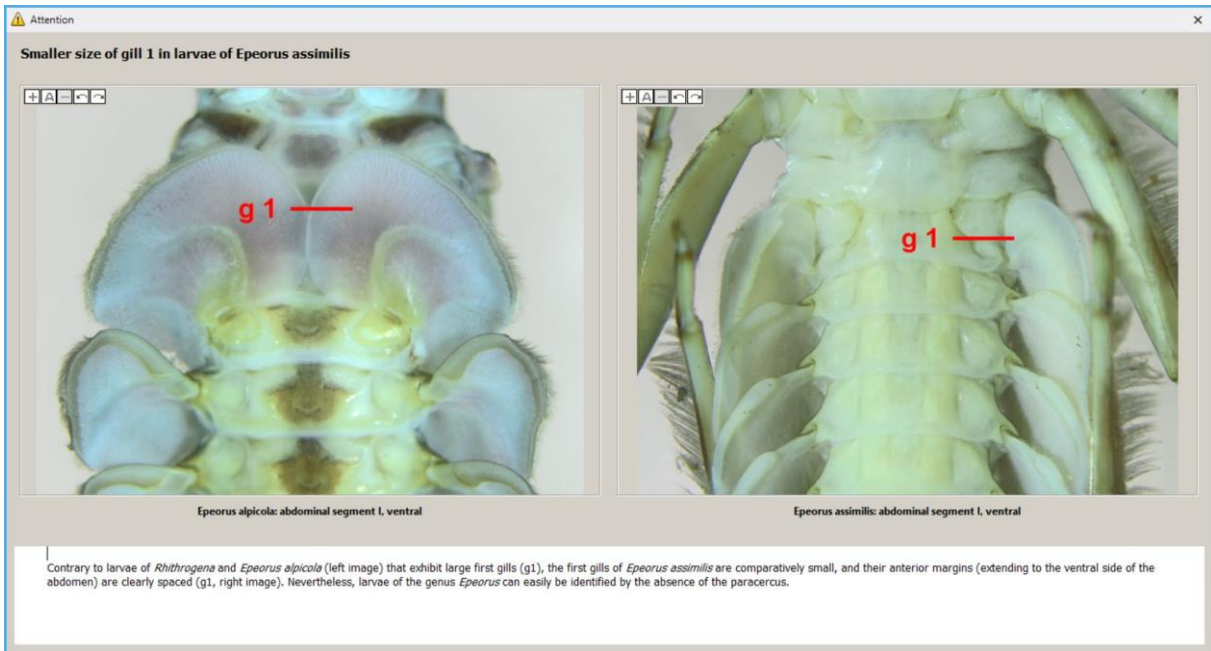 Attention
Smaller size of gill 1 in larvae of Epeorus assimilis
A
A
g 1
g 1
Epeorus alpicola: abdominal segment I, ventral
Epeorus assimilis: abdominal segment I, ventral
Contrary to larvae of Rhithrogena and Epeorus alpicola (left image) that exhibit large first gills (g1), the first gills of Epeorus assimilis are comparatively small, and their anterior margins (extending to the ventral side of the
abdomen) are clearly spaced (g1, right image). Nevertheless, larvae of the genus Epeorus can easily be identified by the absence of the paracercus.